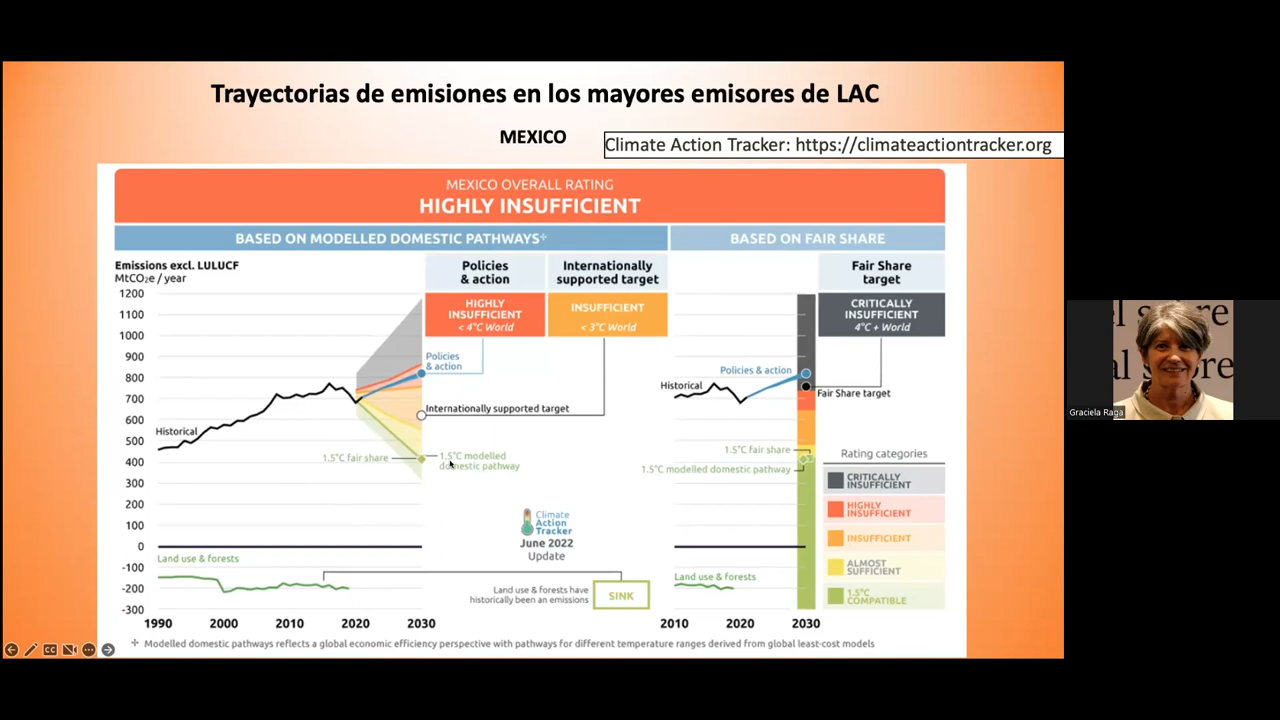 Trayectorias de emisiones en los mayores emisores de LAC
MEXICO
Climate Action Tracker: https://climateactiontracker.org
MEXICO OVERALL RATING
HIGHLY INSUFFICIENT
BASED ON MODELLED DOMESTIC PATHWAYS✢
BASED ON FAIR SHARE
Emissions excl. LULUCF
MtCO₂e / year
Policies
& action
Internationally
supported target
Fair Share
target
HIGHLY
INSUFFICIENT
< 4°C World
INSUFFICIENT
< 3°C World
CRITICALLY
INSUFFICIENT
4°C + World
1200
1100
1000
900
800
700
600
500
400
300
200
100
0
-100
-200
-300
Policies
& action
Internationally supported target
Historical
1.5°C fair share
1.5°C modelled
domestic pathway
Land use & forests
Climate
Action
Tracker
June 2022
Update
Land use & forests have
historically been an emissions
SINK
1990
2000
2010
2020
2030
Policies & action
Historical
Fair Share target
1.5°C fair share
1.5°C modelled domestic pathway
Land use & forests
2010
2020
2030
Rating categories
CRITICALLY
INSUFFICIENT
HIGHLY
INSUFFICIENT
INSUFFICIENT
ALMOST
SUFFICIENT
1.5°C
COMPATIBLE
✢ Modelled domestic pathways reflects a global economic efficiency perspective with pathways for different temperature ranges derived from global least-cost models
CC
Graciela Raga